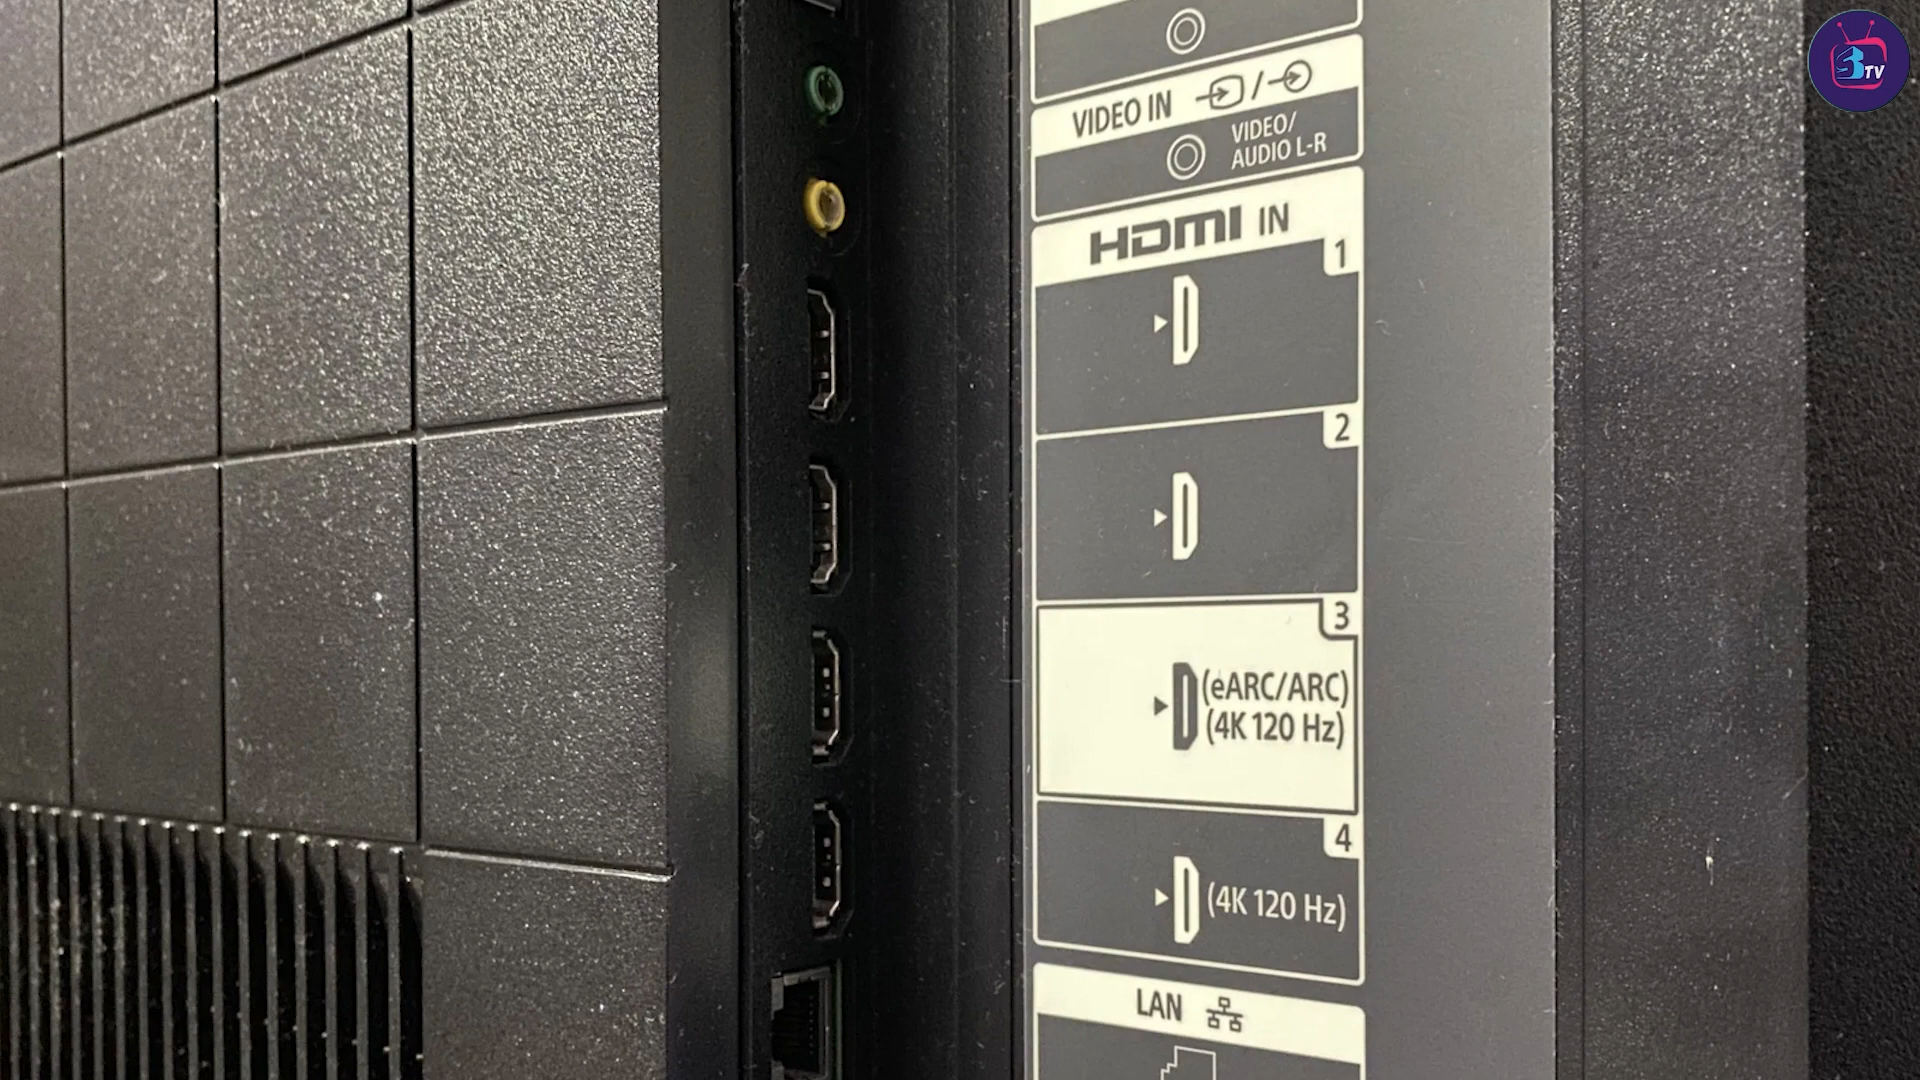 3TV
VIDEO IN
VIDEO/
AUDIO L-R
HDMI IN
1
2
3
(eARC/ARC)
(4K 120 Hz)
4
(4K 120 Hz)
LAN